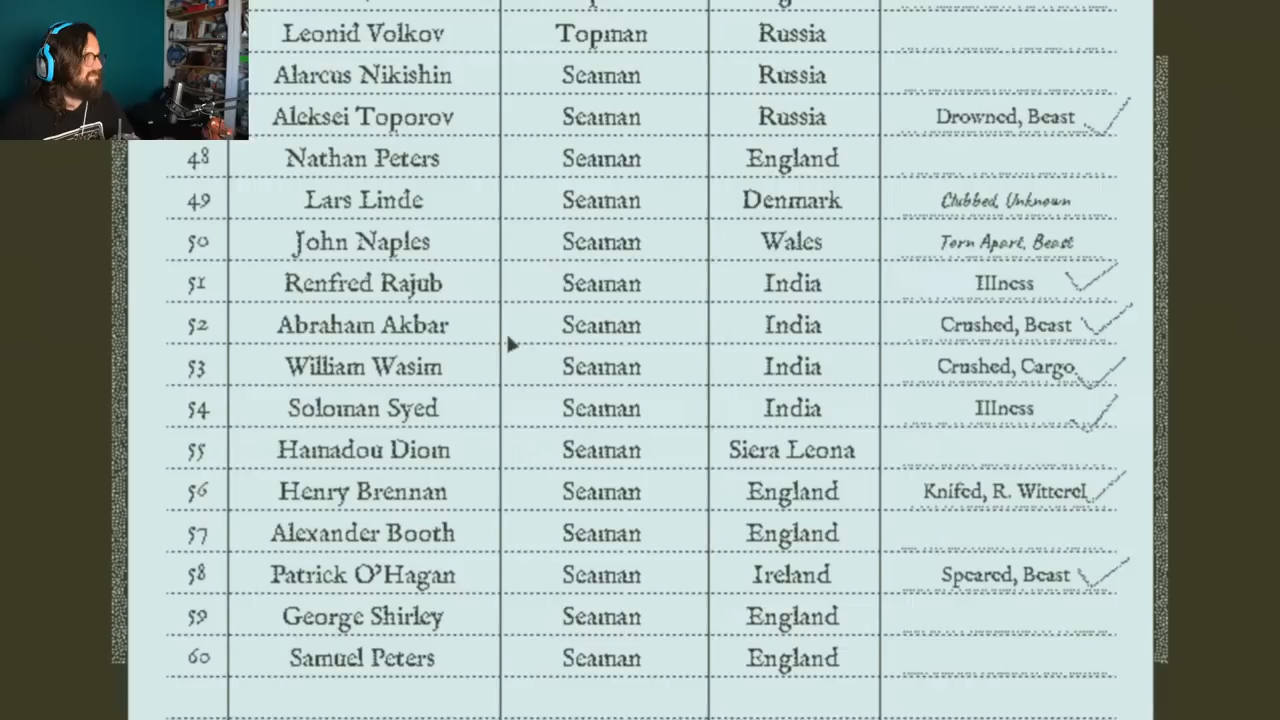 Leonid Volkov Topman Russia
Alarcus Nikishin Seaman Russia
Aleksei Toporov Seaman Russia Drowned, Beast
48 Nathan Peters Seaman England
49 Lars Linde Seaman Denmark Clubbed, Unknown
50 John Naples Seaman Wales Torn Apart, Beast
51 Renfred Rajub Seaman India Illness
52 Abraham Akbar Seaman India Crushed, Beast
53 William Wasim Seaman India Crushed, Cargo
54 Soloman Syed Seaman India Illness
55 Hamadou Diom Seaman Siera Leona
56 Henry Brennan Seaman England Knifed, R. Witterel
57 Alexander Booth Seaman England
58 Patrick O'Hagan Seaman Ireland Speared, Beast
59 George Shirley Seaman England
60 Samuel Peters Seaman England